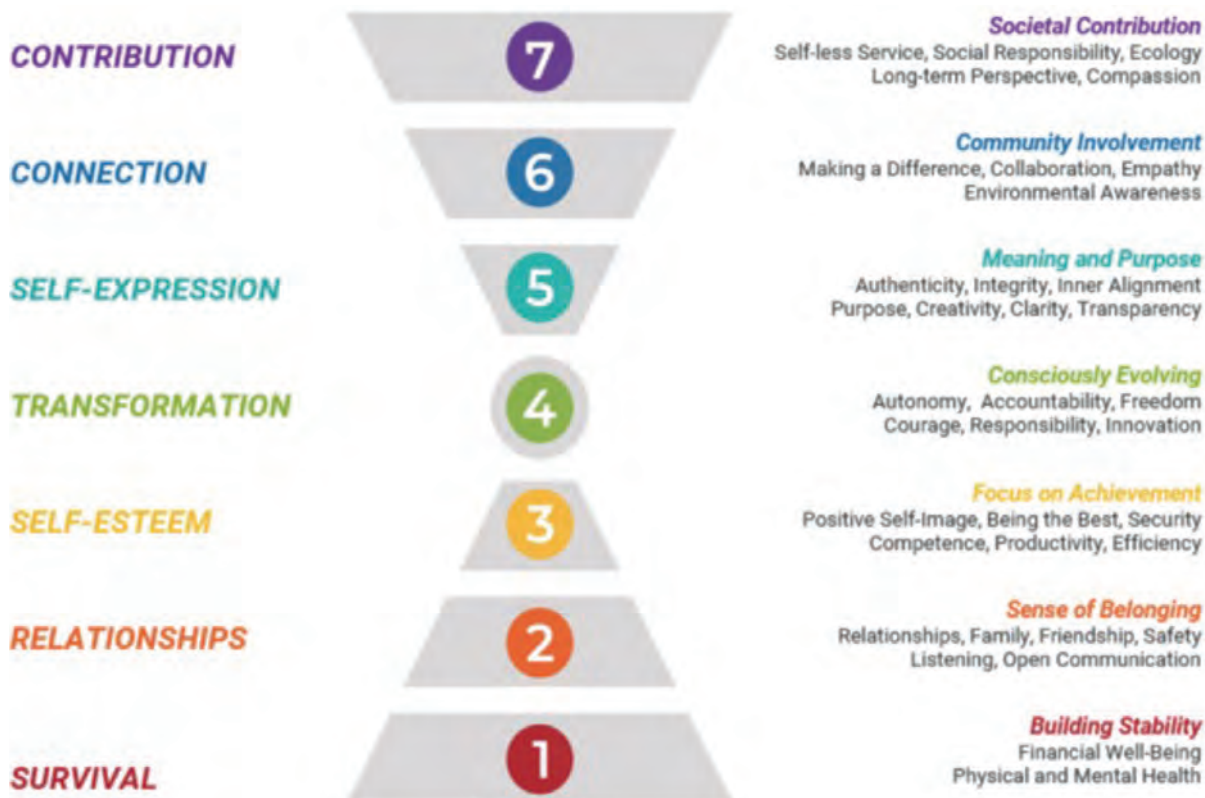 CONTRIBUTION
7
Societal Contribution
Self-less Service, Social Responsibility, Ecology
Long-term Perspective, Compassion
CONNECTION
6
Community Involvement
Making a Difference, Collaboration, Empathy
Environmental Awareness
SELF-EXPRESSION
5
Meaning and Purpose
Authenticity, Integrity, Inner Alignment
Purpose, Creativity, Clarity, Transparency
TRANSFORMATION
4
Consciously Evolving
Autonomy, Accountability, Freedom
Courage, Responsibility, Innovation
SELF-ESTEEM
3
Focus on Achievement
Positive Self-Image, Being the Best, Security
Competence, Productivity, Efficiency
RELATIONSHIPS
2
Sense of Belonging
Relationships, Family, Friendship, Safety
Listening, Open Communication
SURVIVAL
1
Building Stability
Financial Well-Being
Physical and Mental Health